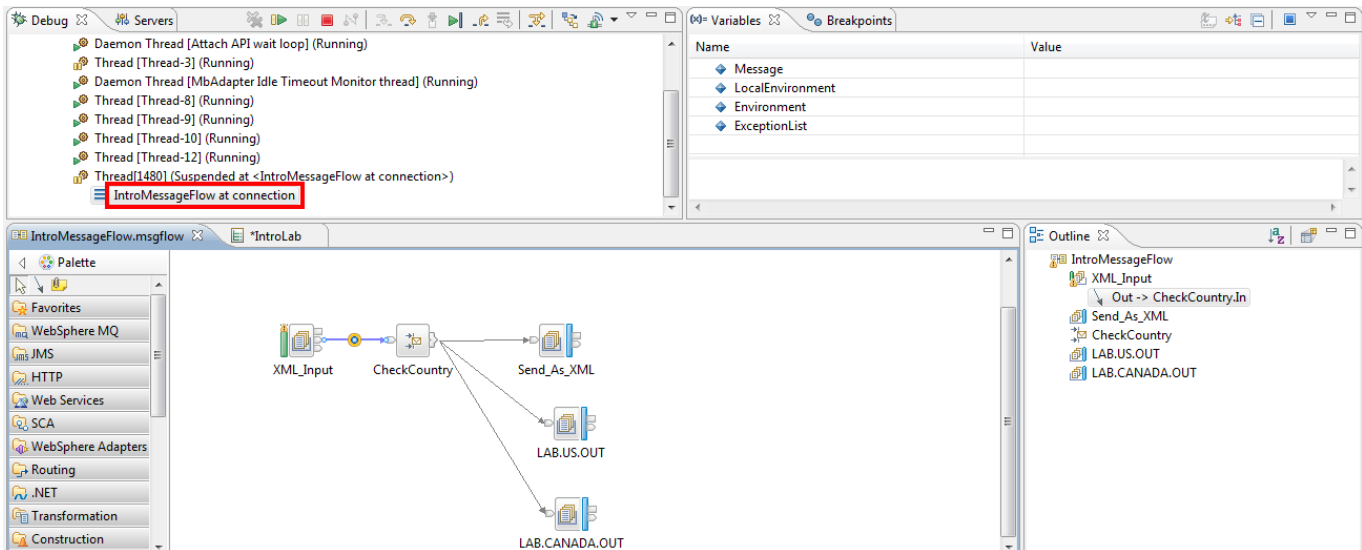 Debug Servers
Daemon Thread [Attach API wait loop] (Running)
Thread [Thread-3] (Running)
Daemon Thread [MbAdapter Idle Timeout Monitor thread] (Running)
Thread [Thread-8] (Running)
Thread [Thread-9] (Running)
Thread [Thread-10] (Running)
Thread [Thread-12] (Running)
Thread[1480] (Suspended at <IntroMessageFlow at connection>)
IntroMessageFlow at connection
(x)= Variables Breakpoints
Name Value
Message
LocalEnvironment
Environment
ExceptionList
IntroMessageFlow.msgflow *IntroLab
Palette
Favorites
WebSphere MQ
JMS
HTTP
Web Services
SCA
WebSphere Adapters
Routing
.NET
Transformation
Construction
XML_Input CheckCountry Send_As_XML
LAB.US.OUT
LAB.CANADA.OUT
Outline
IntroMessageFlow
XML_Input
Out -> CheckCountry.In
Send_As_XML
CheckCountry
LAB.US.OUT
LAB.CANADA.OUT